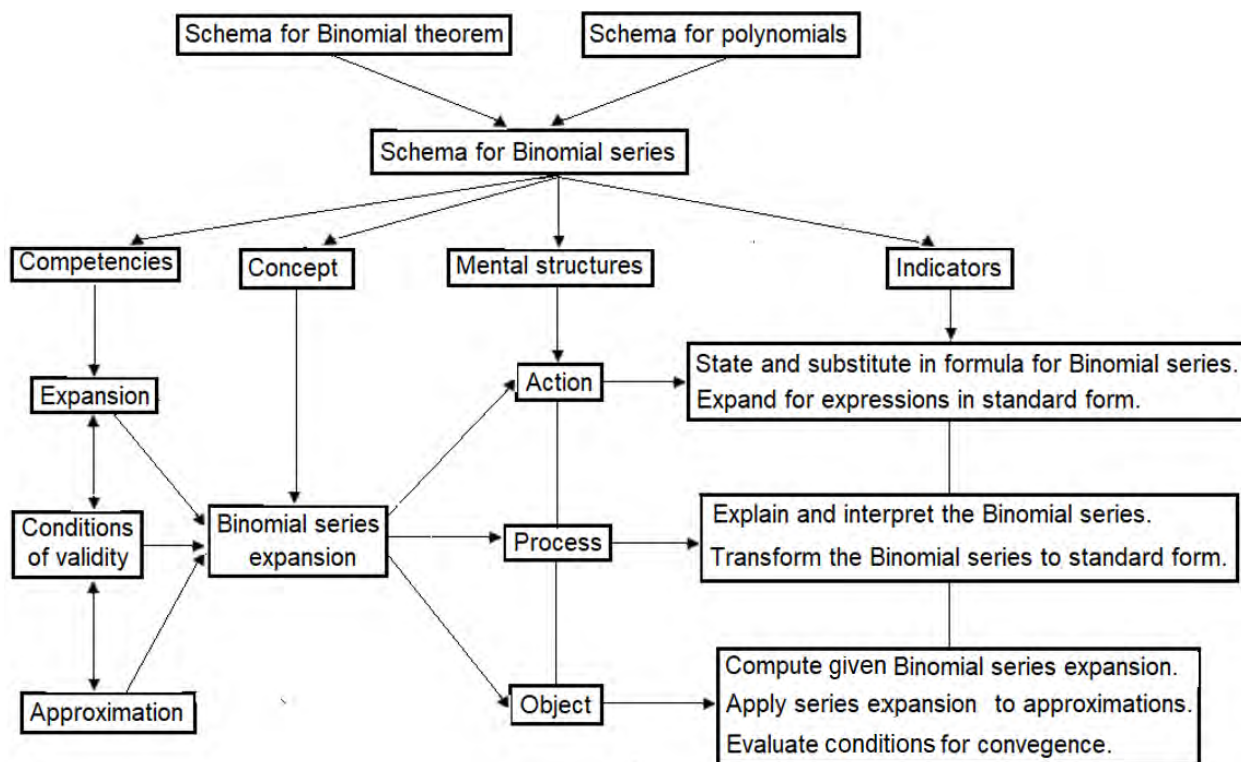 Schema for Binomial theorem
Schema for polynomials
Schema for Binomial series
Competencies
Concept
Mental structures
Indicators
Expansion
Action
State and substitute in formula for Binomial series.
Expand for expressions in standard form.
Conditions
of validity
Binomial series
expansion
Process
Explain and interpret the Binomial series.
Transform the Binomial series to standard form.
Approximation
Object
Compute given Binomial series expansion.
Apply series expansion to approximations.
Evaluate conditions for convegence.